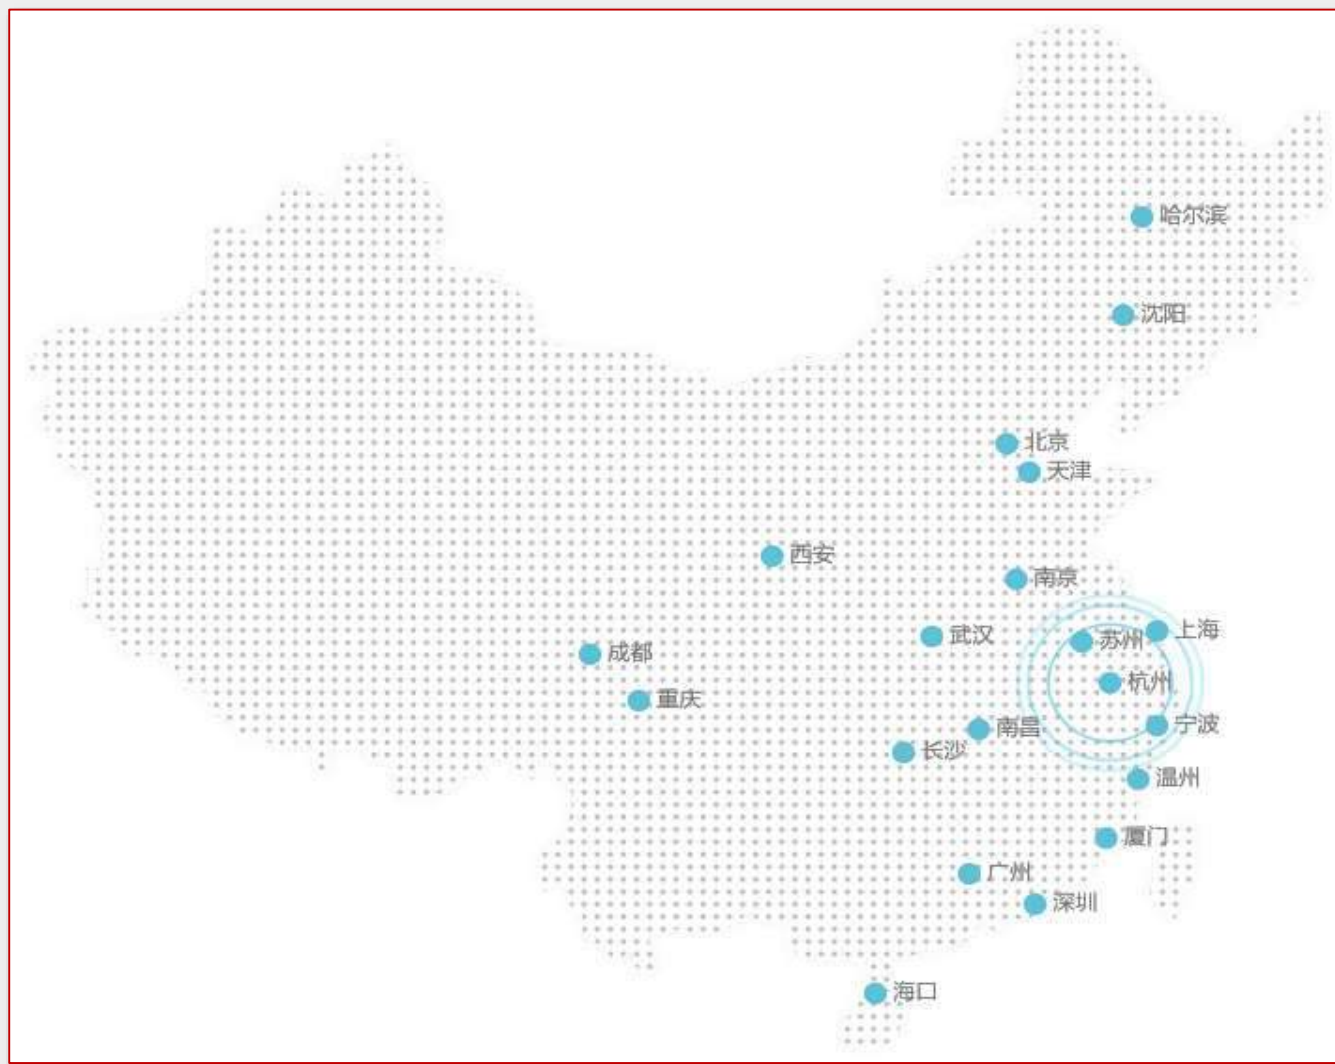 哈尔滨
沈阳
北京
天津
西安
南京
武汉
苏州
上海
成都
杭州
重庆
南昌
宁波
长沙
温州
厦门
广州
深圳
海口